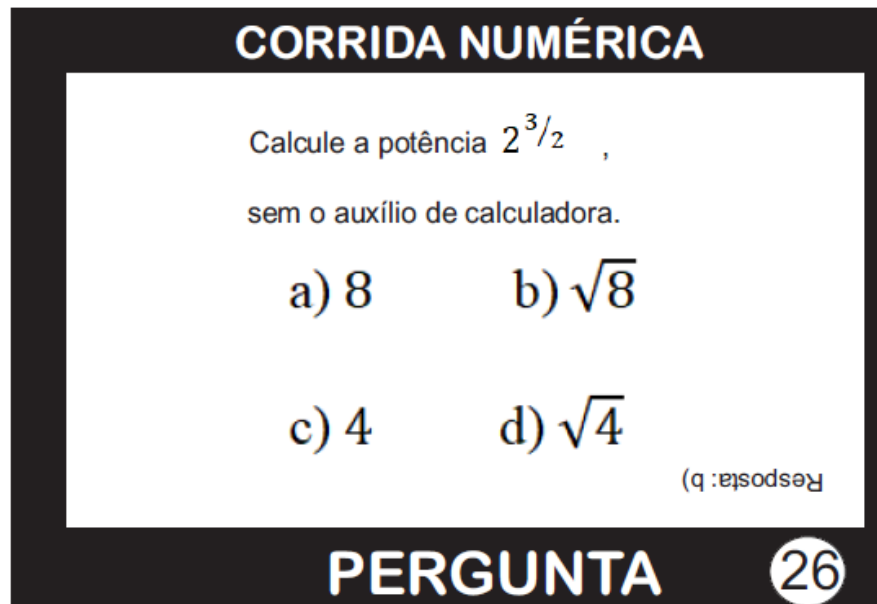 CORRIDA NUMÉRICA
Calcule a potência 2^3/2 ,
sem o auxílio de calculadora.
a) 8 b) √8
c) 4 d) √4
Resposta: b)
PERGUNTA 26